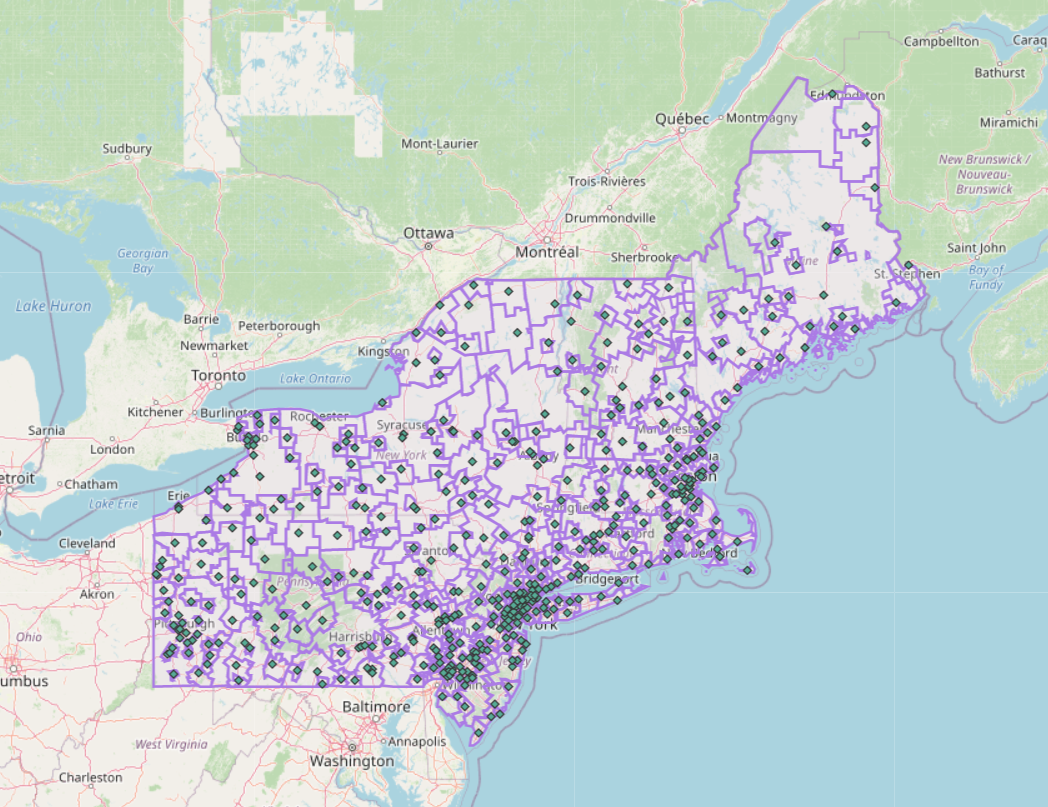 Campbellton
Caraq
Bathurst
Edmundston
Québec
Montmagny
Miramichi
Mont-Laurier
Sudbury
New Brunswick /
Nouveau-
Brunswick
Trois-Rivières
Drummondville
Ottawa
Montréal
Sherbrooke
Saint John
Georgian
Bay
St. Stephen
Bay of
Fundy
Lake Huron
Barrie
Peterborough
Newmarket
Kingston
Toronto
Lake Ontario
Kitchener
Burlingt
Rochester
Syracuse
Sarnia
London
New York
etroit
Chatham
Lake Erie
Erie
Cleveland
Akron
Bridgeport
Ohio
Harrisburg
York
umbus
Baltimore
West Virginia
Annapolis
Washington
Charleston